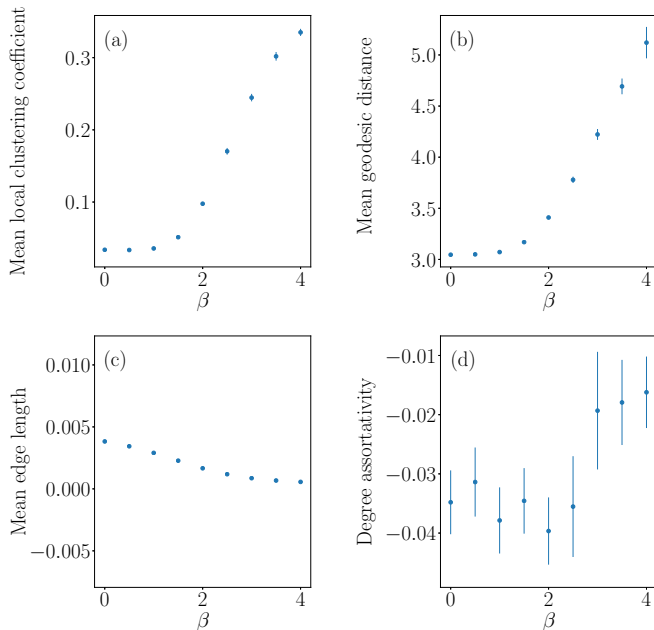 (a)
Mean local clustering coefficient
0.3
0.2
0.1
0 2 4
β
(b)
Mean geodesic distance
5.0
4.5
4.0
3.5
3.0
0 2 4
β
(c)
Mean edge length
0.010
0.005
0.000
−0.005
0 2 4
β
(d)
Degree assortativity
−0.01
−0.02
−0.03
−0.04
0 2 4
β